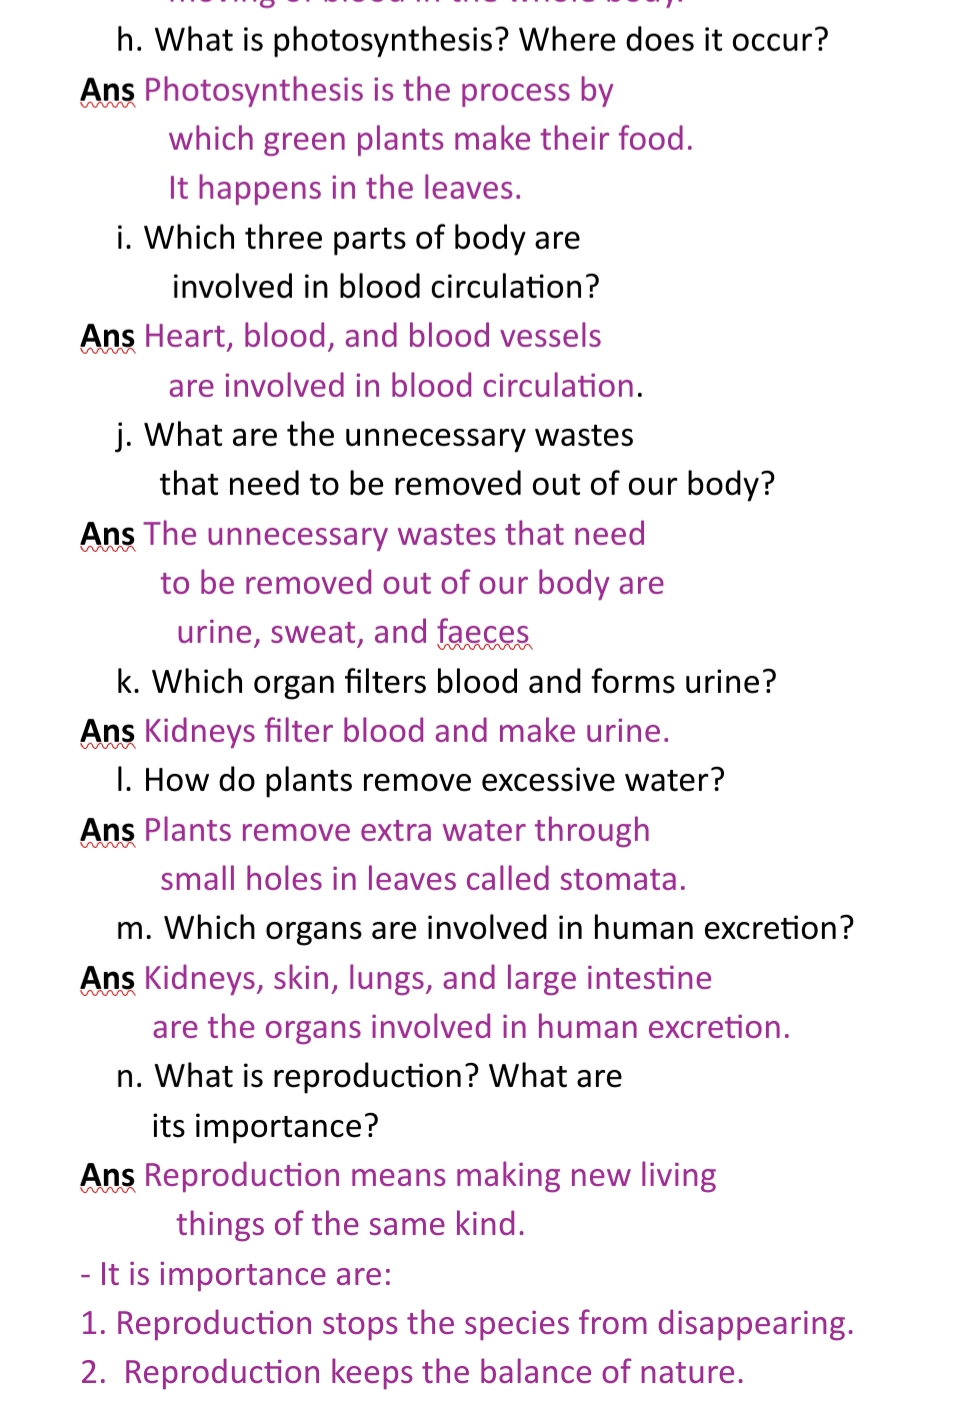 moving of blood in the whole body.
h. What is photosynthesis? Where does it occur?
Ans Photosynthesis is the process by
which green plants make their food.
It happens in the leaves.
i. Which three parts of body are
involved in blood circulation?
Ans Heart, blood, and blood vessels
are involved in blood circulation.
j. What are the unnecessary wastes
that need to be removed out of our body?
Ans The unnecessary wastes that need
to be removed out of our body are
urine, sweat, and faeces
k. Which organ filters blood and forms urine?
Ans Kidneys filter blood and make urine.
l. How do plants remove excessive water?
Ans Plants remove extra water through
small holes in leaves called stomata.
m. Which organs are involved in human excretion?
Ans Kidneys, skin, lungs, and large intestine
are the organs involved in human excretion.
n. What is reproduction? What are
its importance?
Ans Reproduction means making new living
things of the same kind.
- It is importance are:
1. Reproduction stops the species from disappearing.
2. Reproduction keeps the balance of nature.